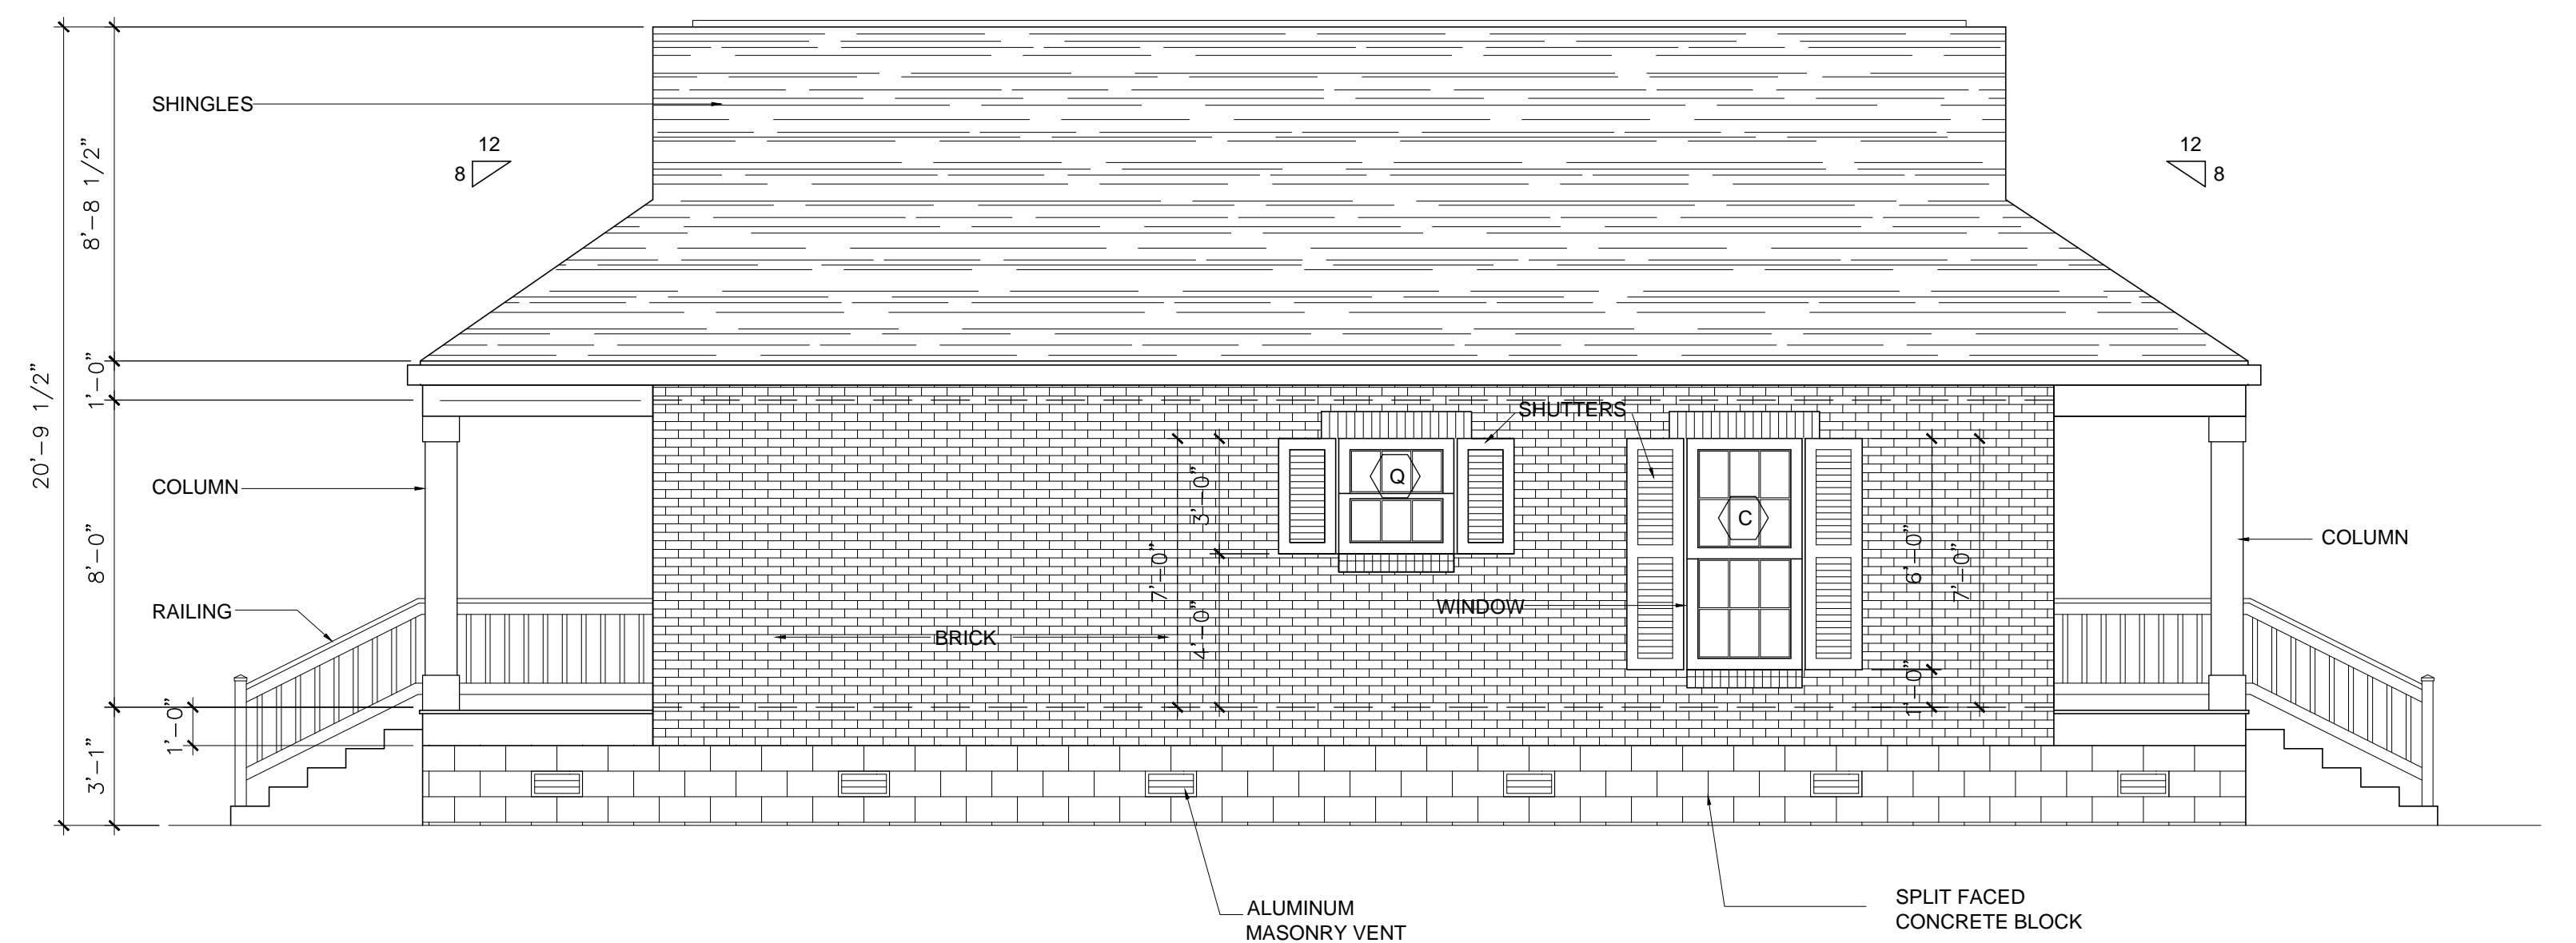 SHINGLES
12
8
12
8
8'-8 1/2"
20'-9 1/2"
1'-0"
SHUTTERS
Q
3'-0"
COLUMN
C
COLUMN
8'-0"
7'-0"
6'-0"
7'-0"
RAILING
WINDOW
BRICK
4'-0"
1'-0"
1'-0"
3'-1"
ALUMINUM
MASONRY VENT
SPLIT FACED
CONCRETE BLOCK